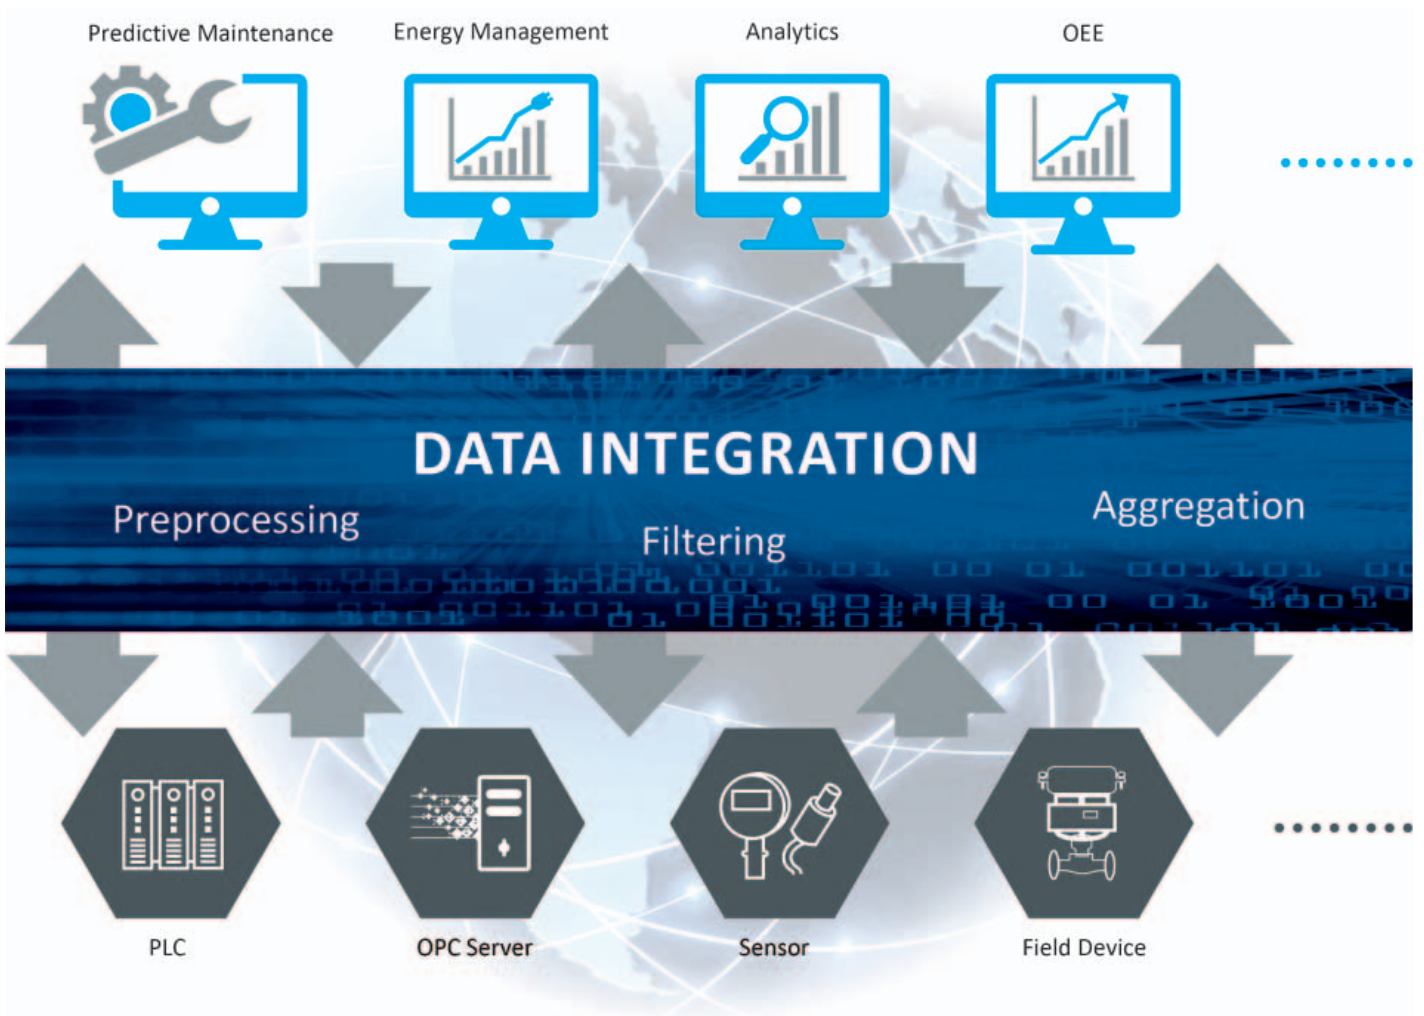 Predictive Maintenance
Energy Management
Analytics
OEE
DATA INTEGRATION
Preprocessing
Filtering
Aggregation
PLC
OPC Server
Sensor
Field Device